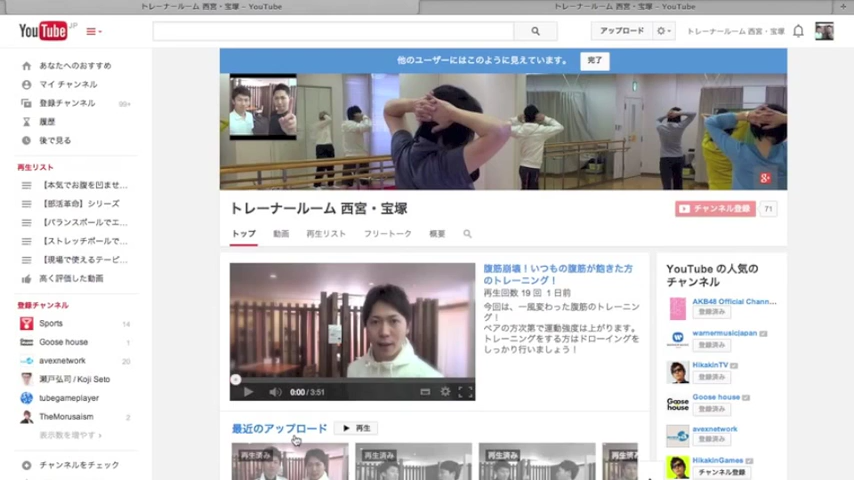 トレーナールーム 西宮・宝塚 – YouTube
トレーナールーム 西宮・宝塚 – YouTube
YouTube JP
アップロード
トレーナールーム 西宮・宝塚
あなたへのおすすめ
マイ チャンネル
登録チャンネル 99+
履歴
後で見る
再生リスト
【本気でお腹を凹ませ...
【部活革命】シリーズ
【バランスボールでエ...
【ストレッチポールで...
【現場で使えるテーピ...
高く評価した動画
登録チャンネル
Sports 14
Goose house 1
avexnetwork 20
瀬戸弘司 / Koji Seto
tubegameplayer
TheMorusaism 2
表示数を増やす ›
チャンネルをチェック
他のユーザーにはこのように見えています。 完了
トレーナールーム 西宮・宝塚
チャンネル登録 71
トップ 動画 再生リスト フリートーク 概要
0:00 / 3:51
腹筋崩壊！いつもの腹筋が飽きた方
のトレーニング！
再生回数 19 回 1 日前
今回は、一風変わった腹筋のトレーニン
グ！
ペアの方次第で運動強度は上がります。
トレーニングをする方はドローイングを
しっかり行いましょう！
最近のアップロード 再生
再生済み
再生済み
再生済み
再生済み
YouTube の人気の
チャンネル
AKB48 Official Chann...
登録済み
warnermusicjapan
登録済み
HikakinTV
登録済み
Goose house
登録済み
avexnetwork
登録済み
HikakinGames
チャンネル登録